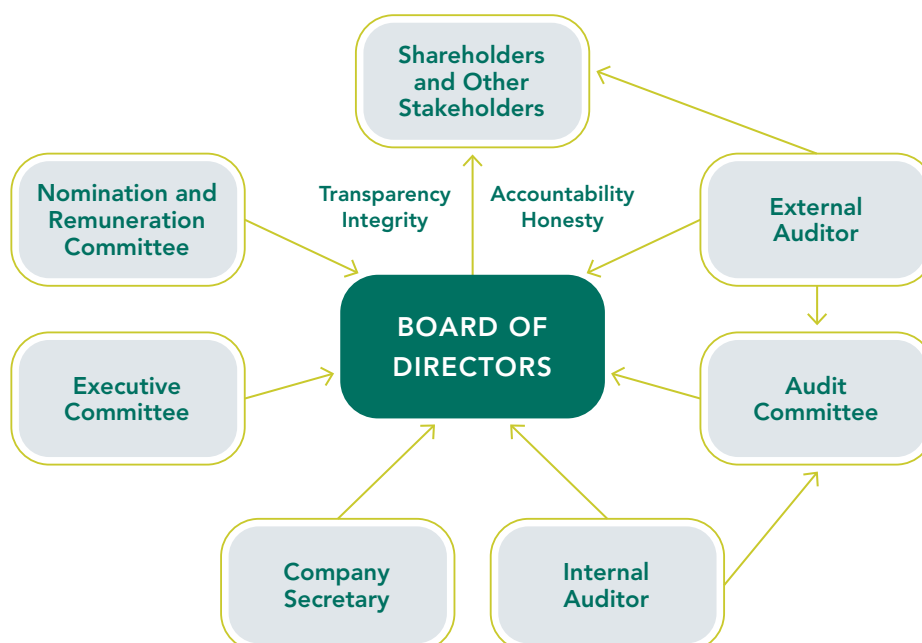 Shareholders
and Other
Stakeholders
Nomination and
Remuneration
Committee
Transparency
Integrity
Accountability
Honesty
External
Auditor
BOARD OF
DIRECTORS
Executive
Committee
Audit
Committee
Company
Secretary
Internal
Auditor